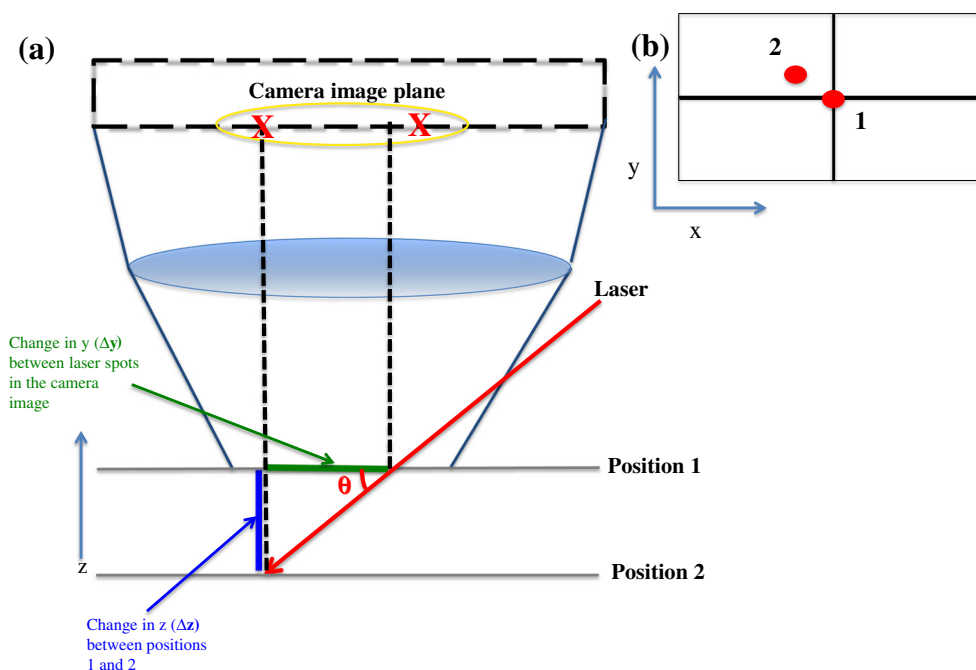 (a)
Camera image plane
X
X
Laser
Change in y (Δy)
between laser spots
in the camera
image
θ
Position 1
z
Position 2
Change in z (Δz)
between positions
1 and 2
(b)
2
1
y
x